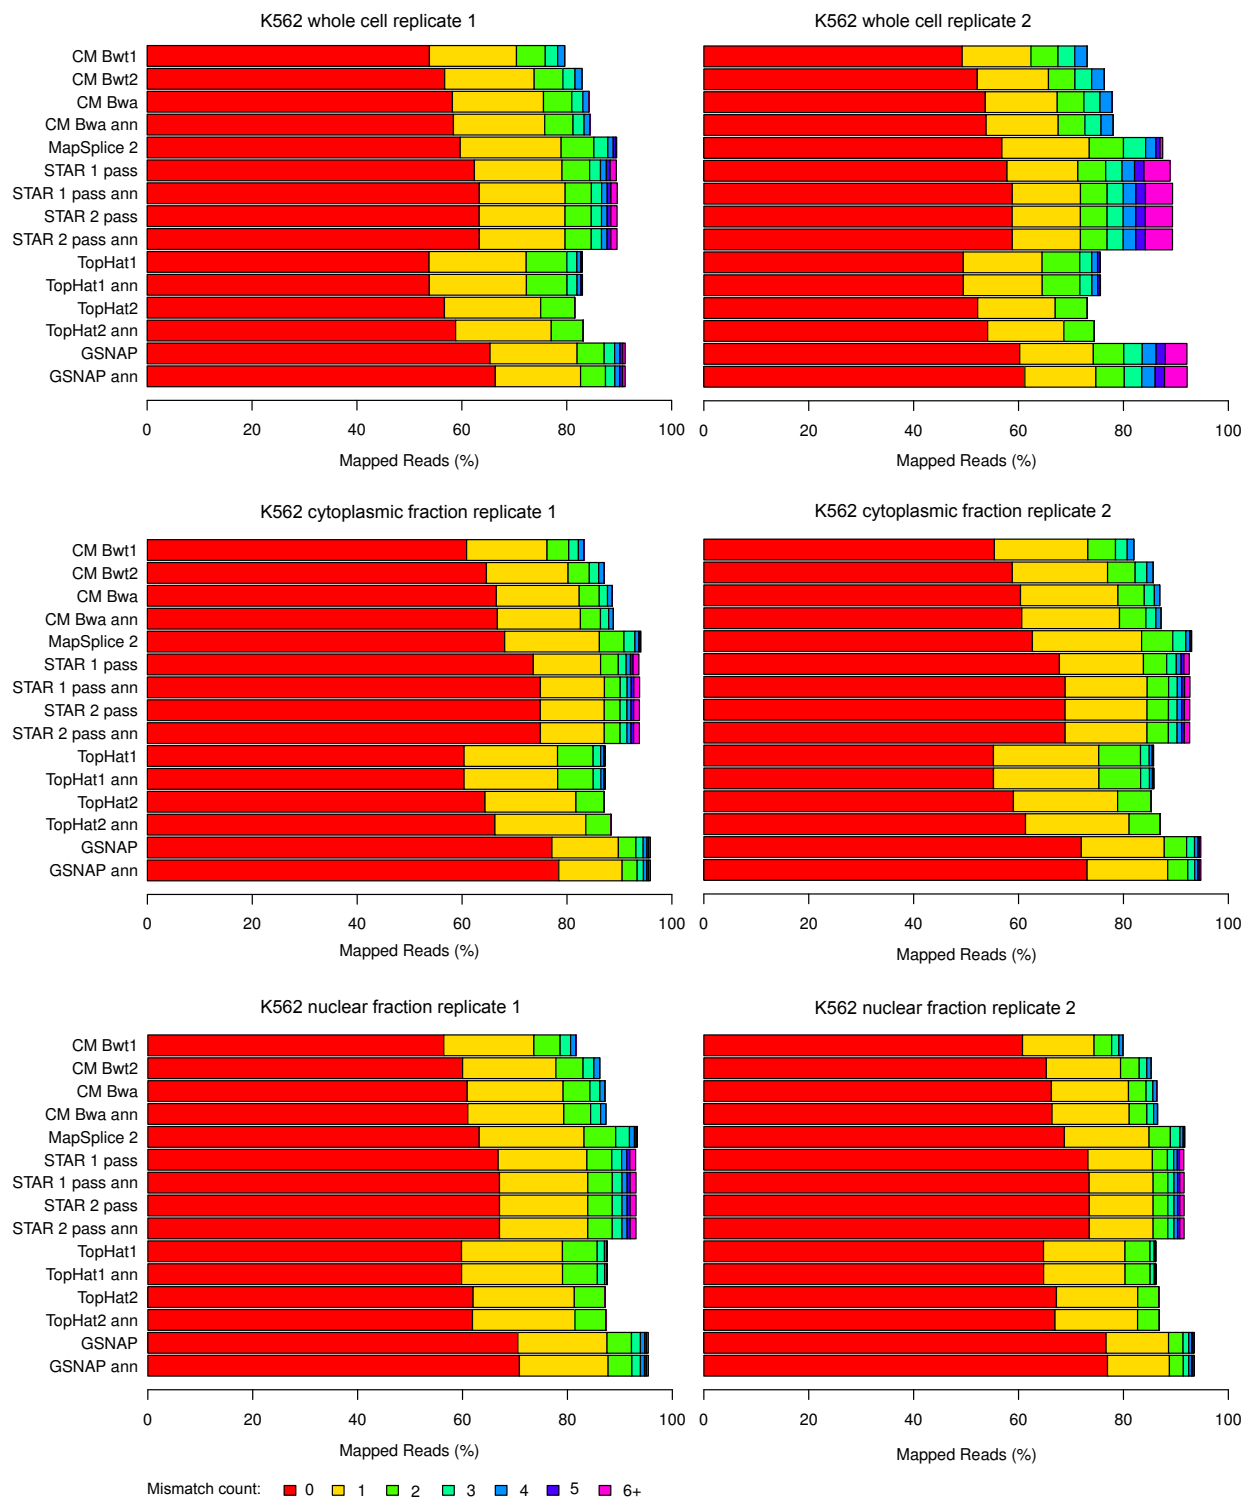 K562 whole cell replicate 1
CM Bwt1
CM Bwt2
CM Bwa
CM Bwa ann
MapSplice 2
STAR 1 pass
STAR 1 pass ann
STAR 2 pass
STAR 2 pass ann
TopHat1
TopHat1 ann
TopHat2
TopHat2 ann
GSNAP
GSNAP ann
0 20 40 60 80 100
Mapped Reads (%)
K562 whole cell replicate 2
0 20 40 60 80 100
Mapped Reads (%)
K562 cytoplasmic fraction replicate 1
CM Bwt1
CM Bwt2
CM Bwa
CM Bwa ann
MapSplice 2
STAR 1 pass
STAR 1 pass ann
STAR 2 pass
STAR 2 pass ann
TopHat1
TopHat1 ann
TopHat2
TopHat2 ann
GSNAP
GSNAP ann
0 20 40 60 80 100
Mapped Reads (%)
K562 cytoplasmic fraction replicate 2
0 20 40 60 80 100
Mapped Reads (%)
K562 nuclear fraction replicate 1
CM Bwt1
CM Bwt2
CM Bwa
CM Bwa ann
MapSplice 2
STAR 1 pass
STAR 1 pass ann
STAR 2 pass
STAR 2 pass ann
TopHat1
TopHat1 ann
TopHat2
TopHat2 ann
GSNAP
GSNAP ann
0 20 40 60 80 100
Mapped Reads (%)
K562 nuclear fraction replicate 2
0 20 40 60 80 100
Mapped Reads (%)
Mismatch count: 0 1 2 3 4 5 6+